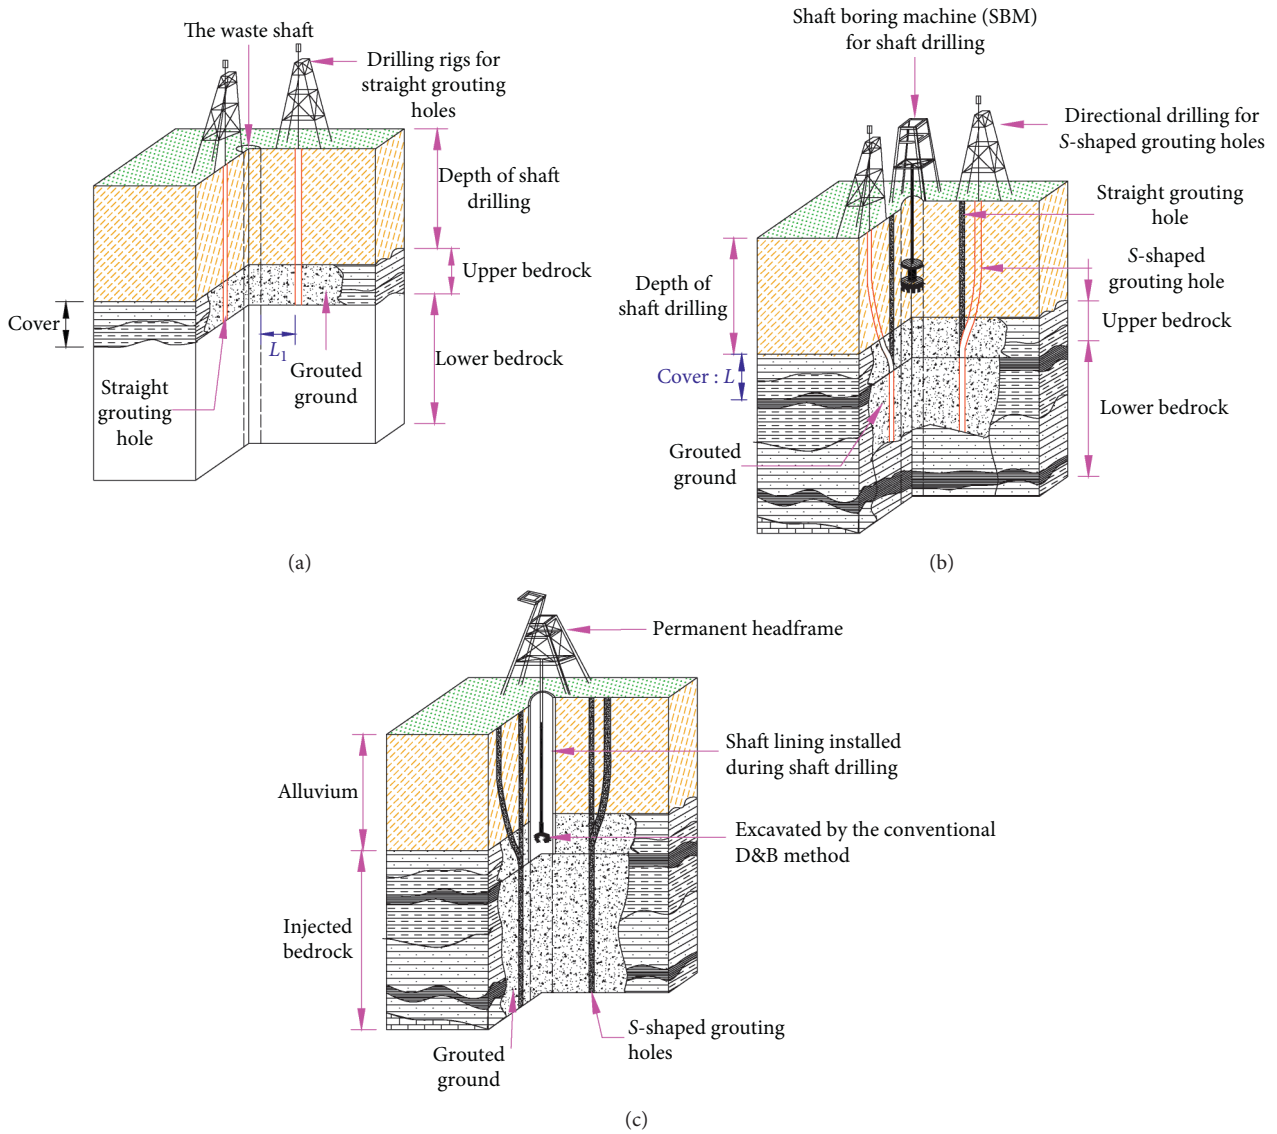 The waste shaft
Drilling rigs for
straight grouting
holes
Depth of shaft
drilling
Upper bedrock
Cover
L1
Lower bedrock
Grouted
ground
Straight
grouting
hole
(a)
Shaft boring machine (SBM)
for shaft drilling
Directional drilling for
S-shaped grouting holes
Straight grouting
hole
S-shaped
grouting hole
Depth of
shaft drilling
Upper bedrock
Cover : L
Lower bedrock
Grouted
ground
(b)
Permanent headframe
Shaft lining installed
during shaft drilling
Alluvium
Excavated by the conventional
D&B method
Injected
bedrock
S-shaped grouting
holes
Grouted
ground
(c)